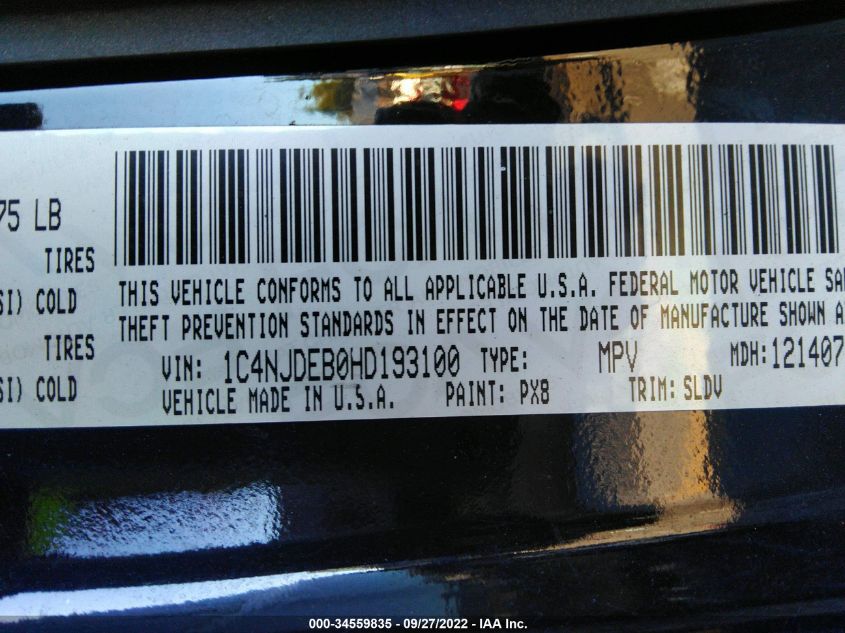 75 LB
TIRES
SI) COLD
TIRES
SI) COLD
THIS VEHICLE CONFORMS TO ALL APPLICABLE U.S.A. FEDERAL MOTOR VEHICLE SA
THEFT PREVENTION STANDARDS IN EFFECT ON THE DATE OF MANUFACTURE SHOWN A
VIN: 1C4NJDEB0HD193100 TYPE: MPV MDH:121407
VEHICLE MADE IN U.S.A. PAINT: PX8 TRIM: SLDV
000-34559835 - 09/27/2022 - IAA Inc.